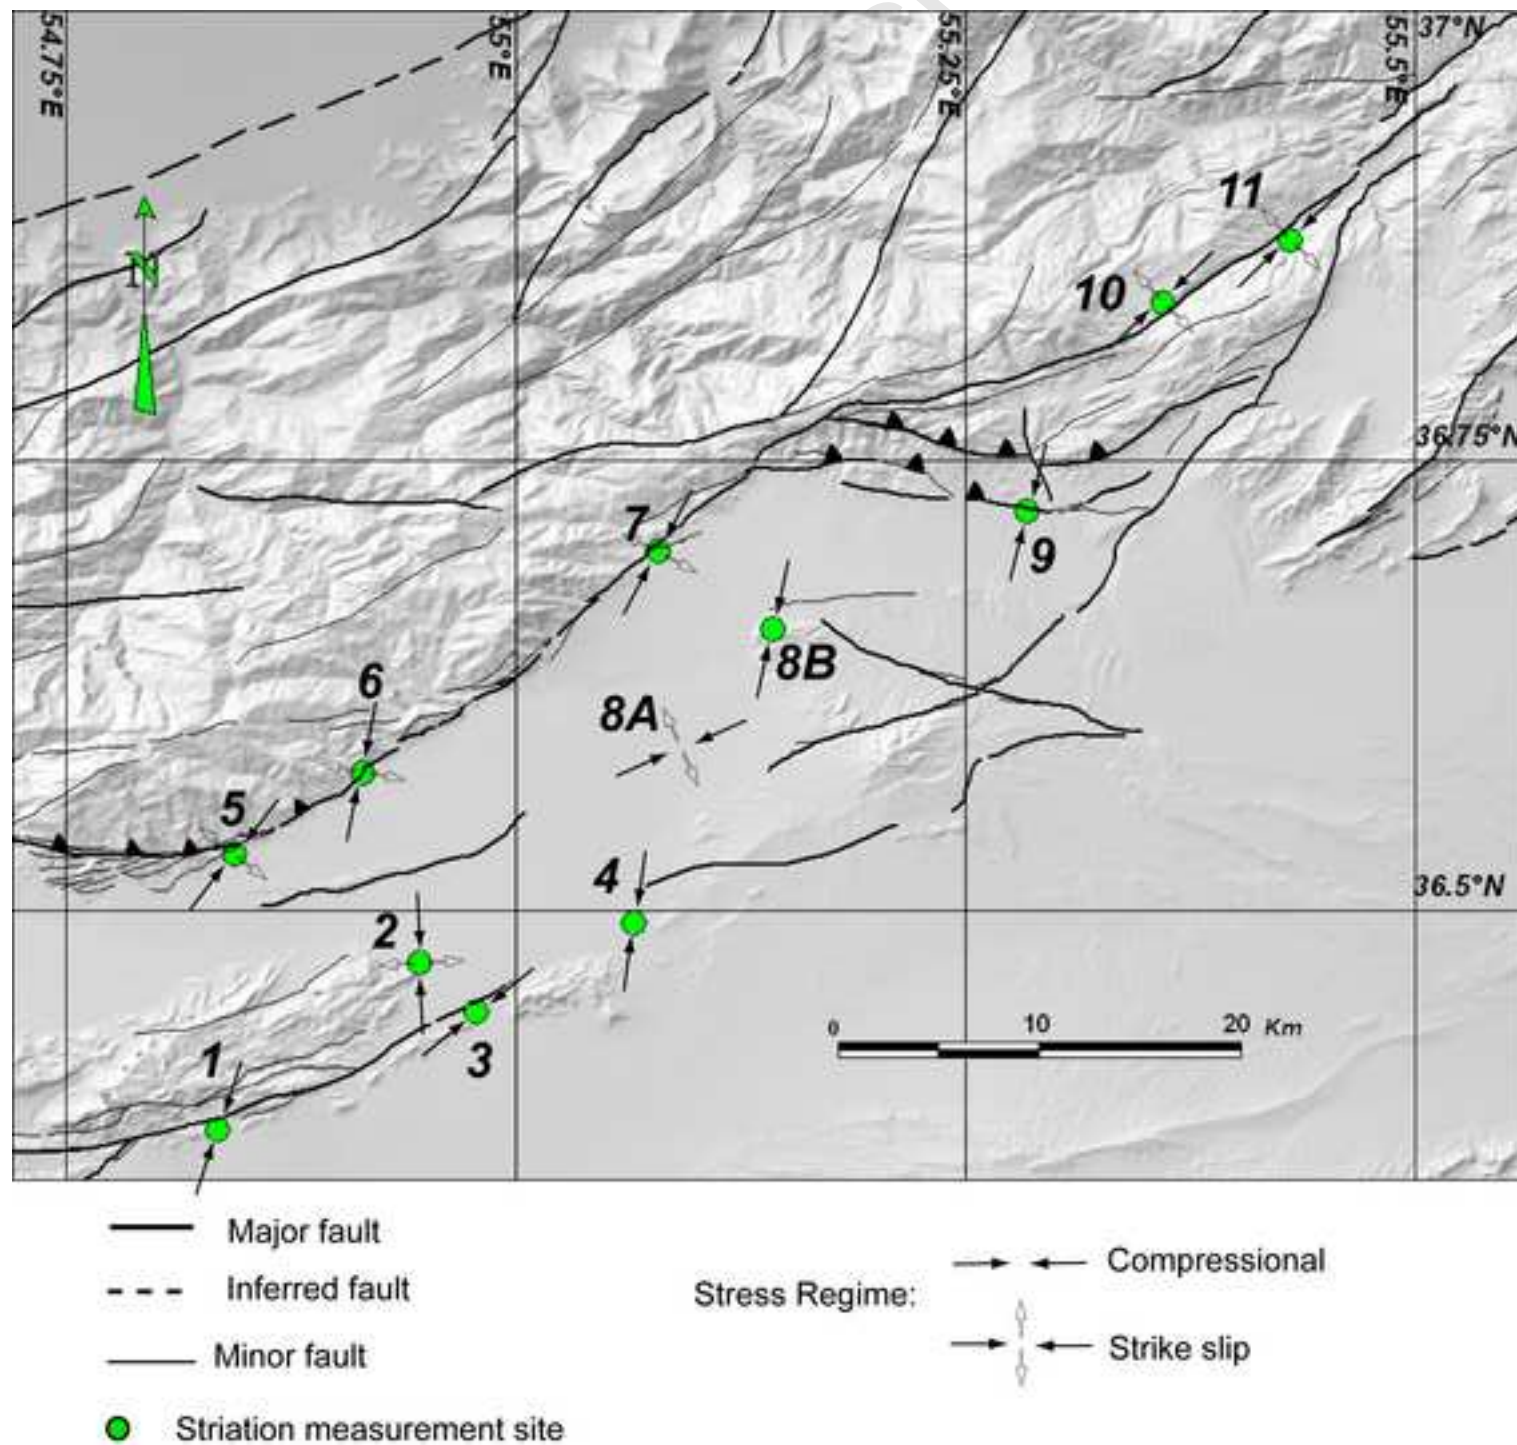 54.75°E
55°E
55.25°E
55.5°E
37°N
N
11
10
36.75°N
7
9
8B
6
8A
5
36.5°N
4
2
3
1
0 10 20 Km
Major fault
Inferred fault
Minor fault
Striation measurement site
Stress Regime:
Compressional
Strike slip